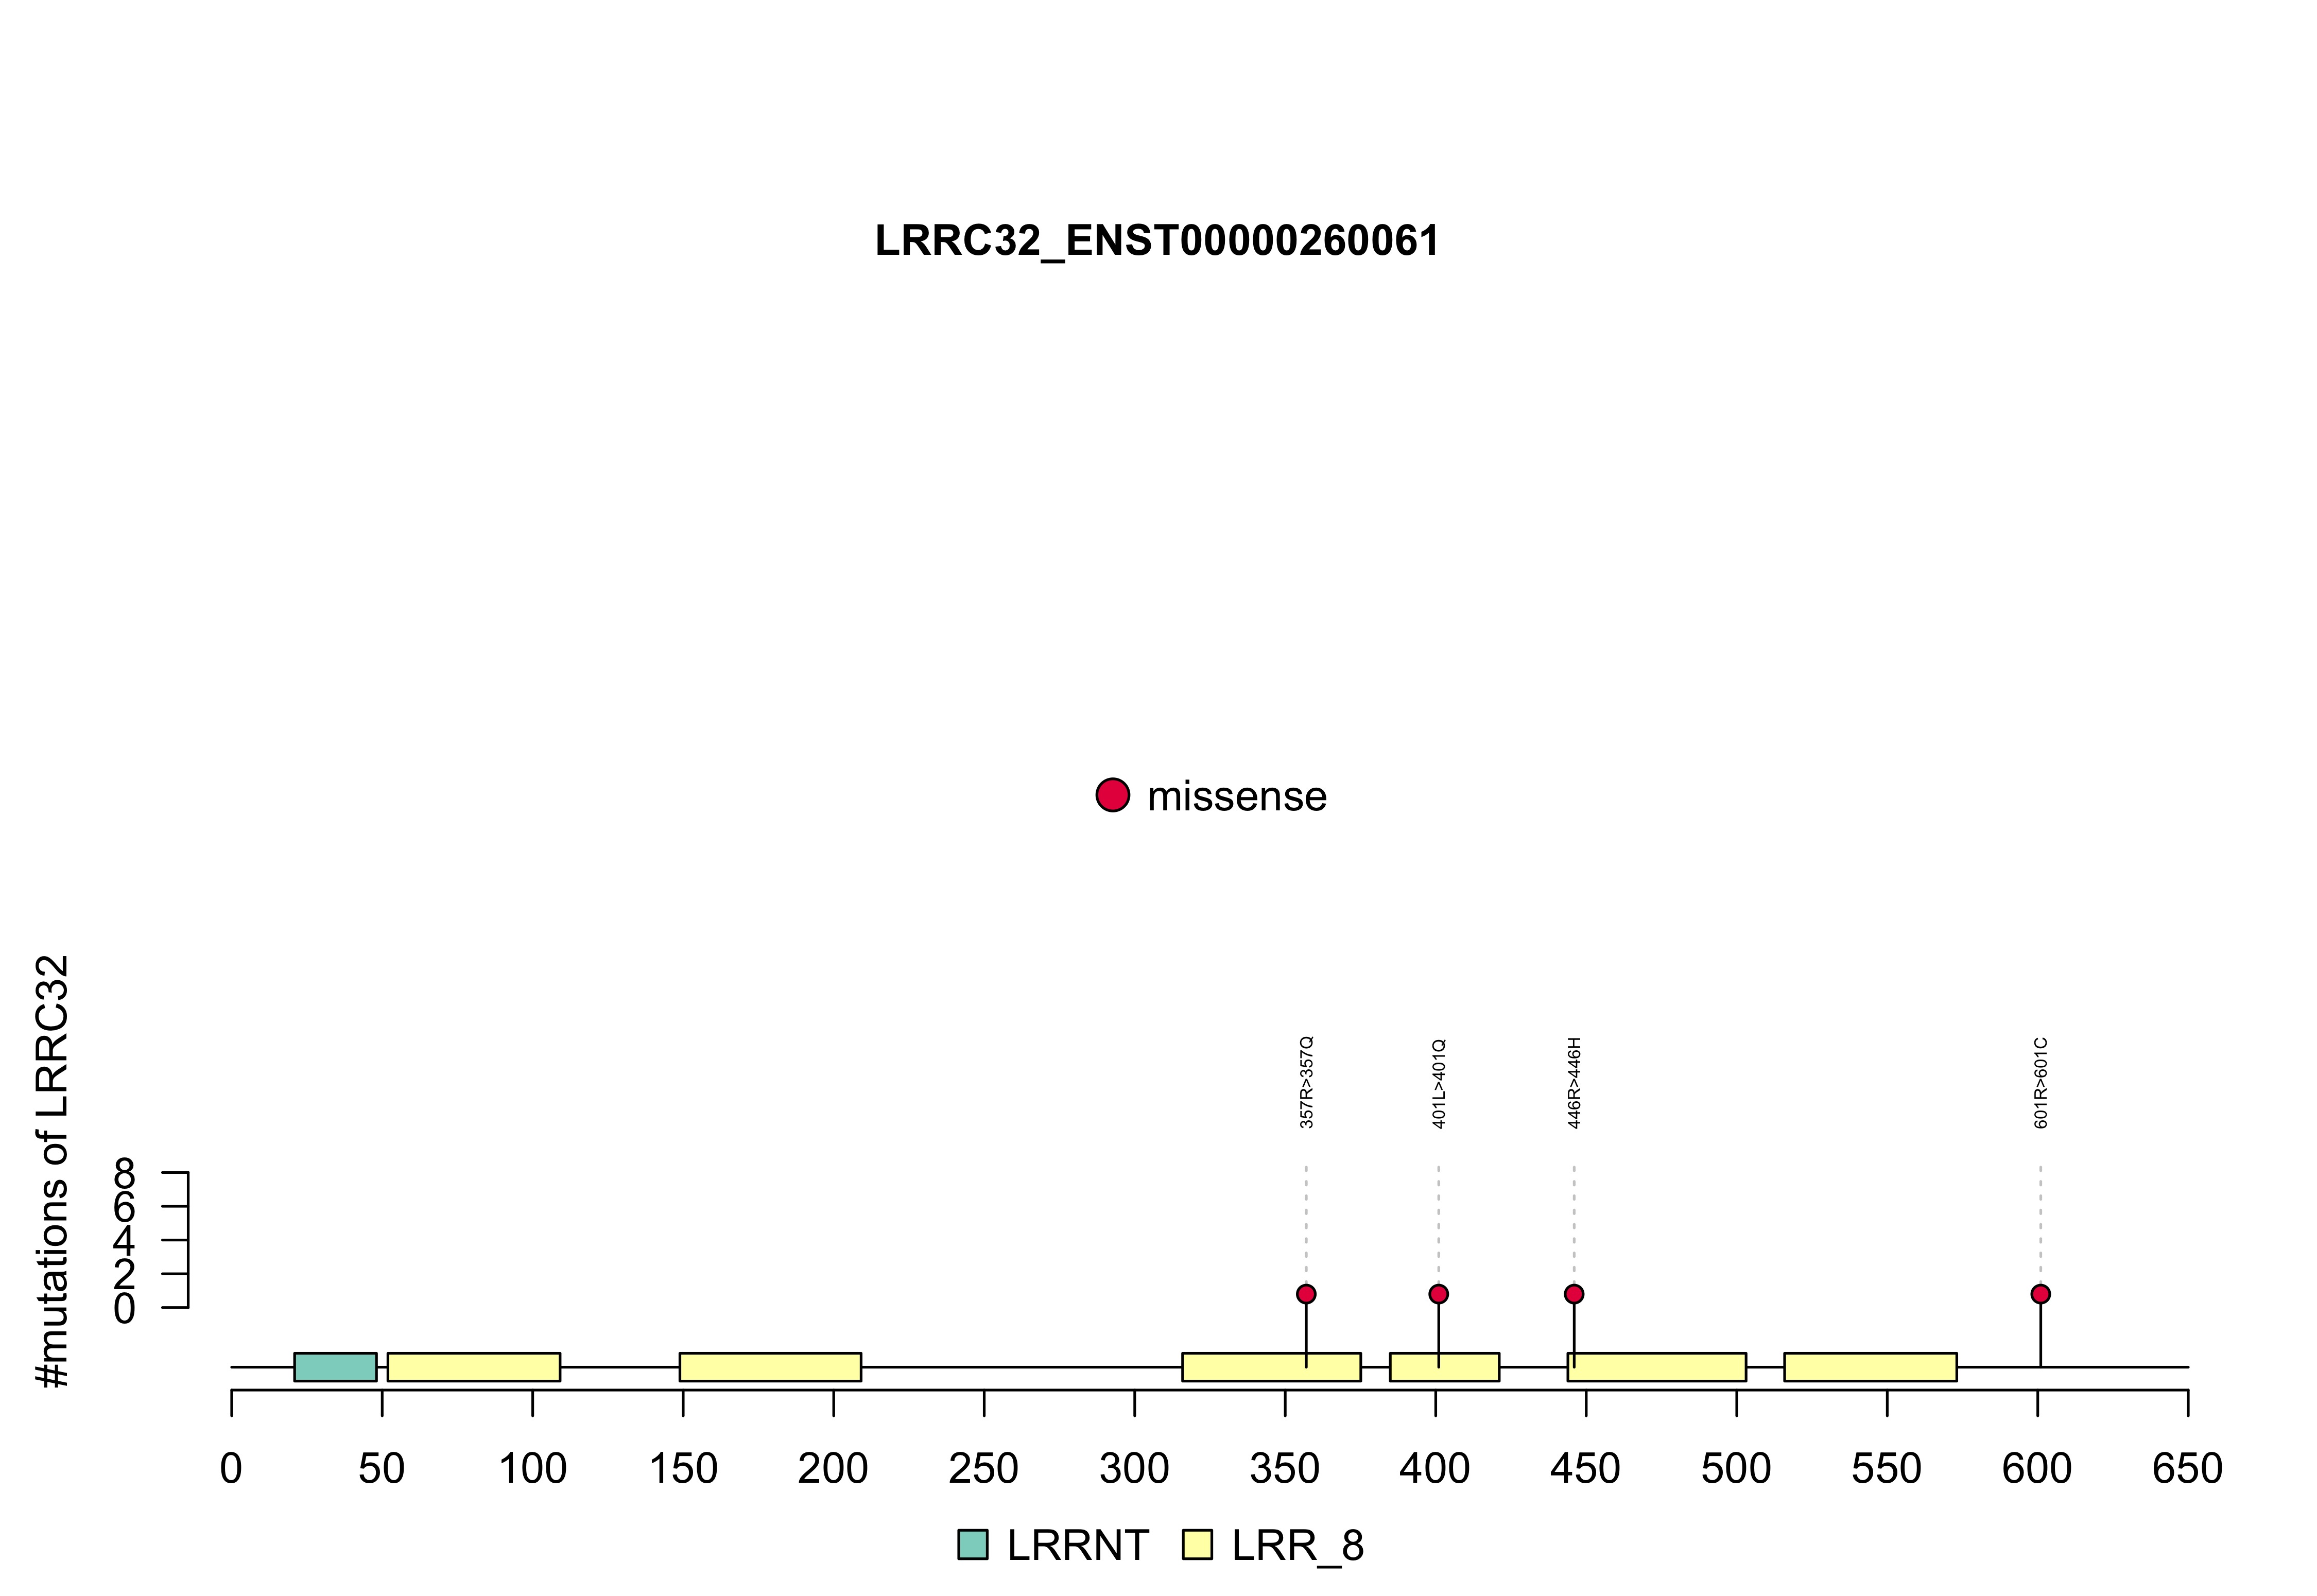 LRRC32_ENST00000260061
missense
#mutations of LRRC32
357R>357Q
401L>401Q
446R>446H
601R>601C
8
6
4
2
0
0 50 100 150 200 250 300 350 400 450 500 550 600 650
LRRNT LRR_8